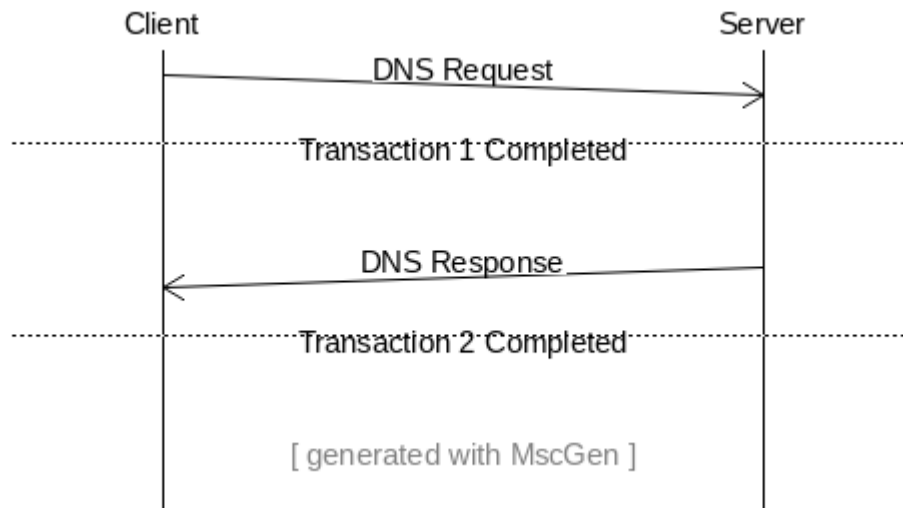 Client
Server
DNS Request
Transaction 1 Completed
DNS Response
Transaction 2 Completed
[ generated with MscGen ]